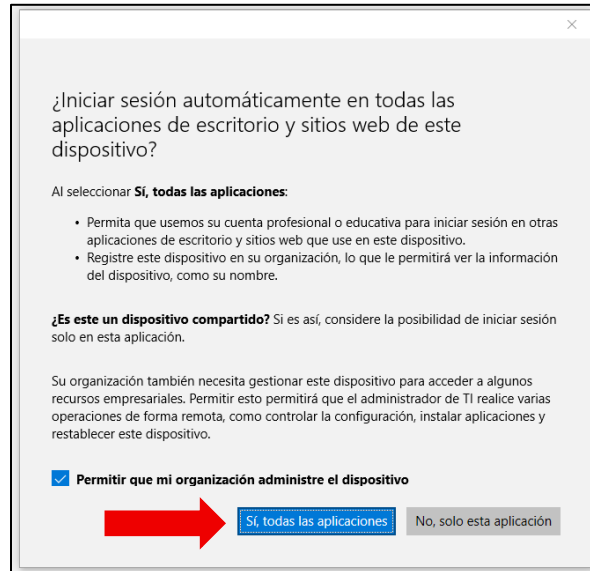 ¿Iniciar sesión automáticamente en todas las
aplicaciones de escritorio y sitios web de este
dispositivo?
Al seleccionar Sí, todas las aplicaciones:
• Permita que usemos su cuenta profesional o educativa para iniciar sesión en otras
aplicaciones de escritorio y sitios web que use en este dispositivo.
• Registre este dispositivo en su organización, lo que le permitirá ver la información
del dispositivo, como su nombre.
¿Es este un dispositivo compartido? Si es así, considere la posibilidad de iniciar sesión
solo en esta aplicación.
Su organización también necesita gestionar este dispositivo para acceder a algunos
recursos empresariales. Permitir esto permitirá que el administrador de TI realice varias
operaciones de forma remota, como controlar la configuración, instalar aplicaciones y
restablecer este dispositivo.
Permitir que mi organización administre el dispositivo
Sí, todas las aplicaciones No, solo esta aplicación